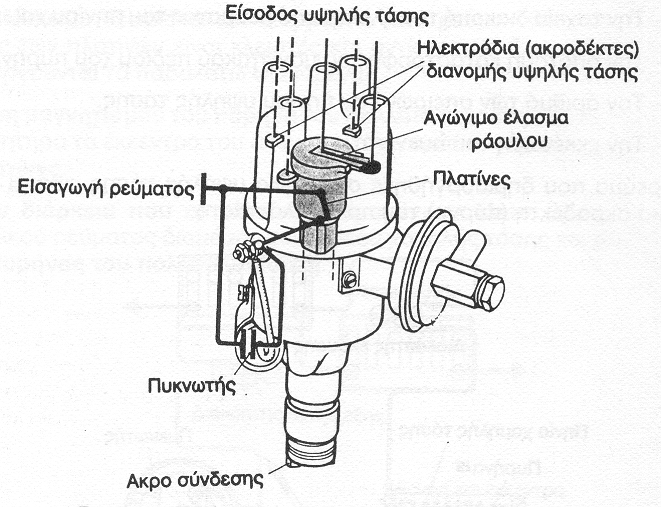 Είσοδος υψηλής τάσης
Ηλεκτρόδια (ακροδέκτες)
διανομής υψηλής τάσης
Αγώγιμο έλασμα
ράουλου
Πλατίνες
Εισαγωγή ρεύματος
Πυκνωτής
Ακρο σύνδεσης